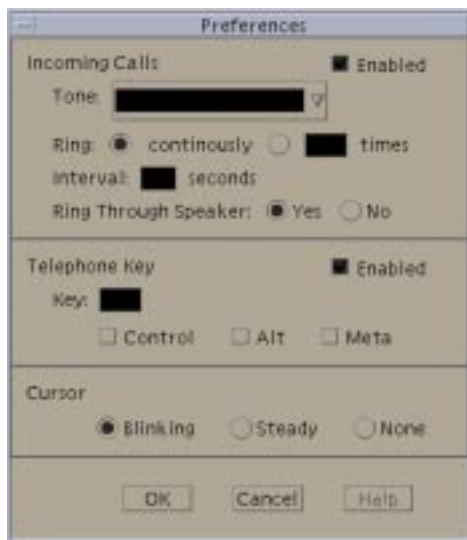 Preferences
Incoming Calls Enabled
Tone:
Ring: continously times
Interval: seconds
Ring Through Speaker: Yes No
Telephone Key Enabled
Key:
Control Alt Meta
Cursor
Blinking Steady None
OK Cancel Help